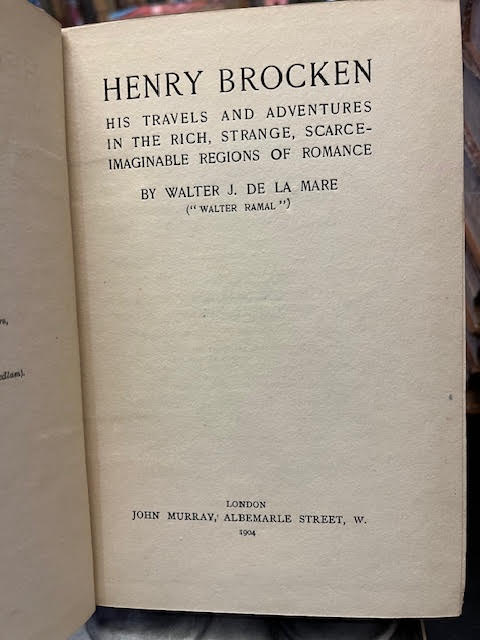 HENRY BROCKEN
HIS TRAVELS AND ADVENTURES
IN THE RICH, STRANGE, SCARCE-
IMAGINABLE REGIONS OF ROMANCE
BY WALTER J. DE LA MARE
("WALTER RAMAL")
LONDON
JOHN MURRAY, ALBEMARLE STREET, W.
1904